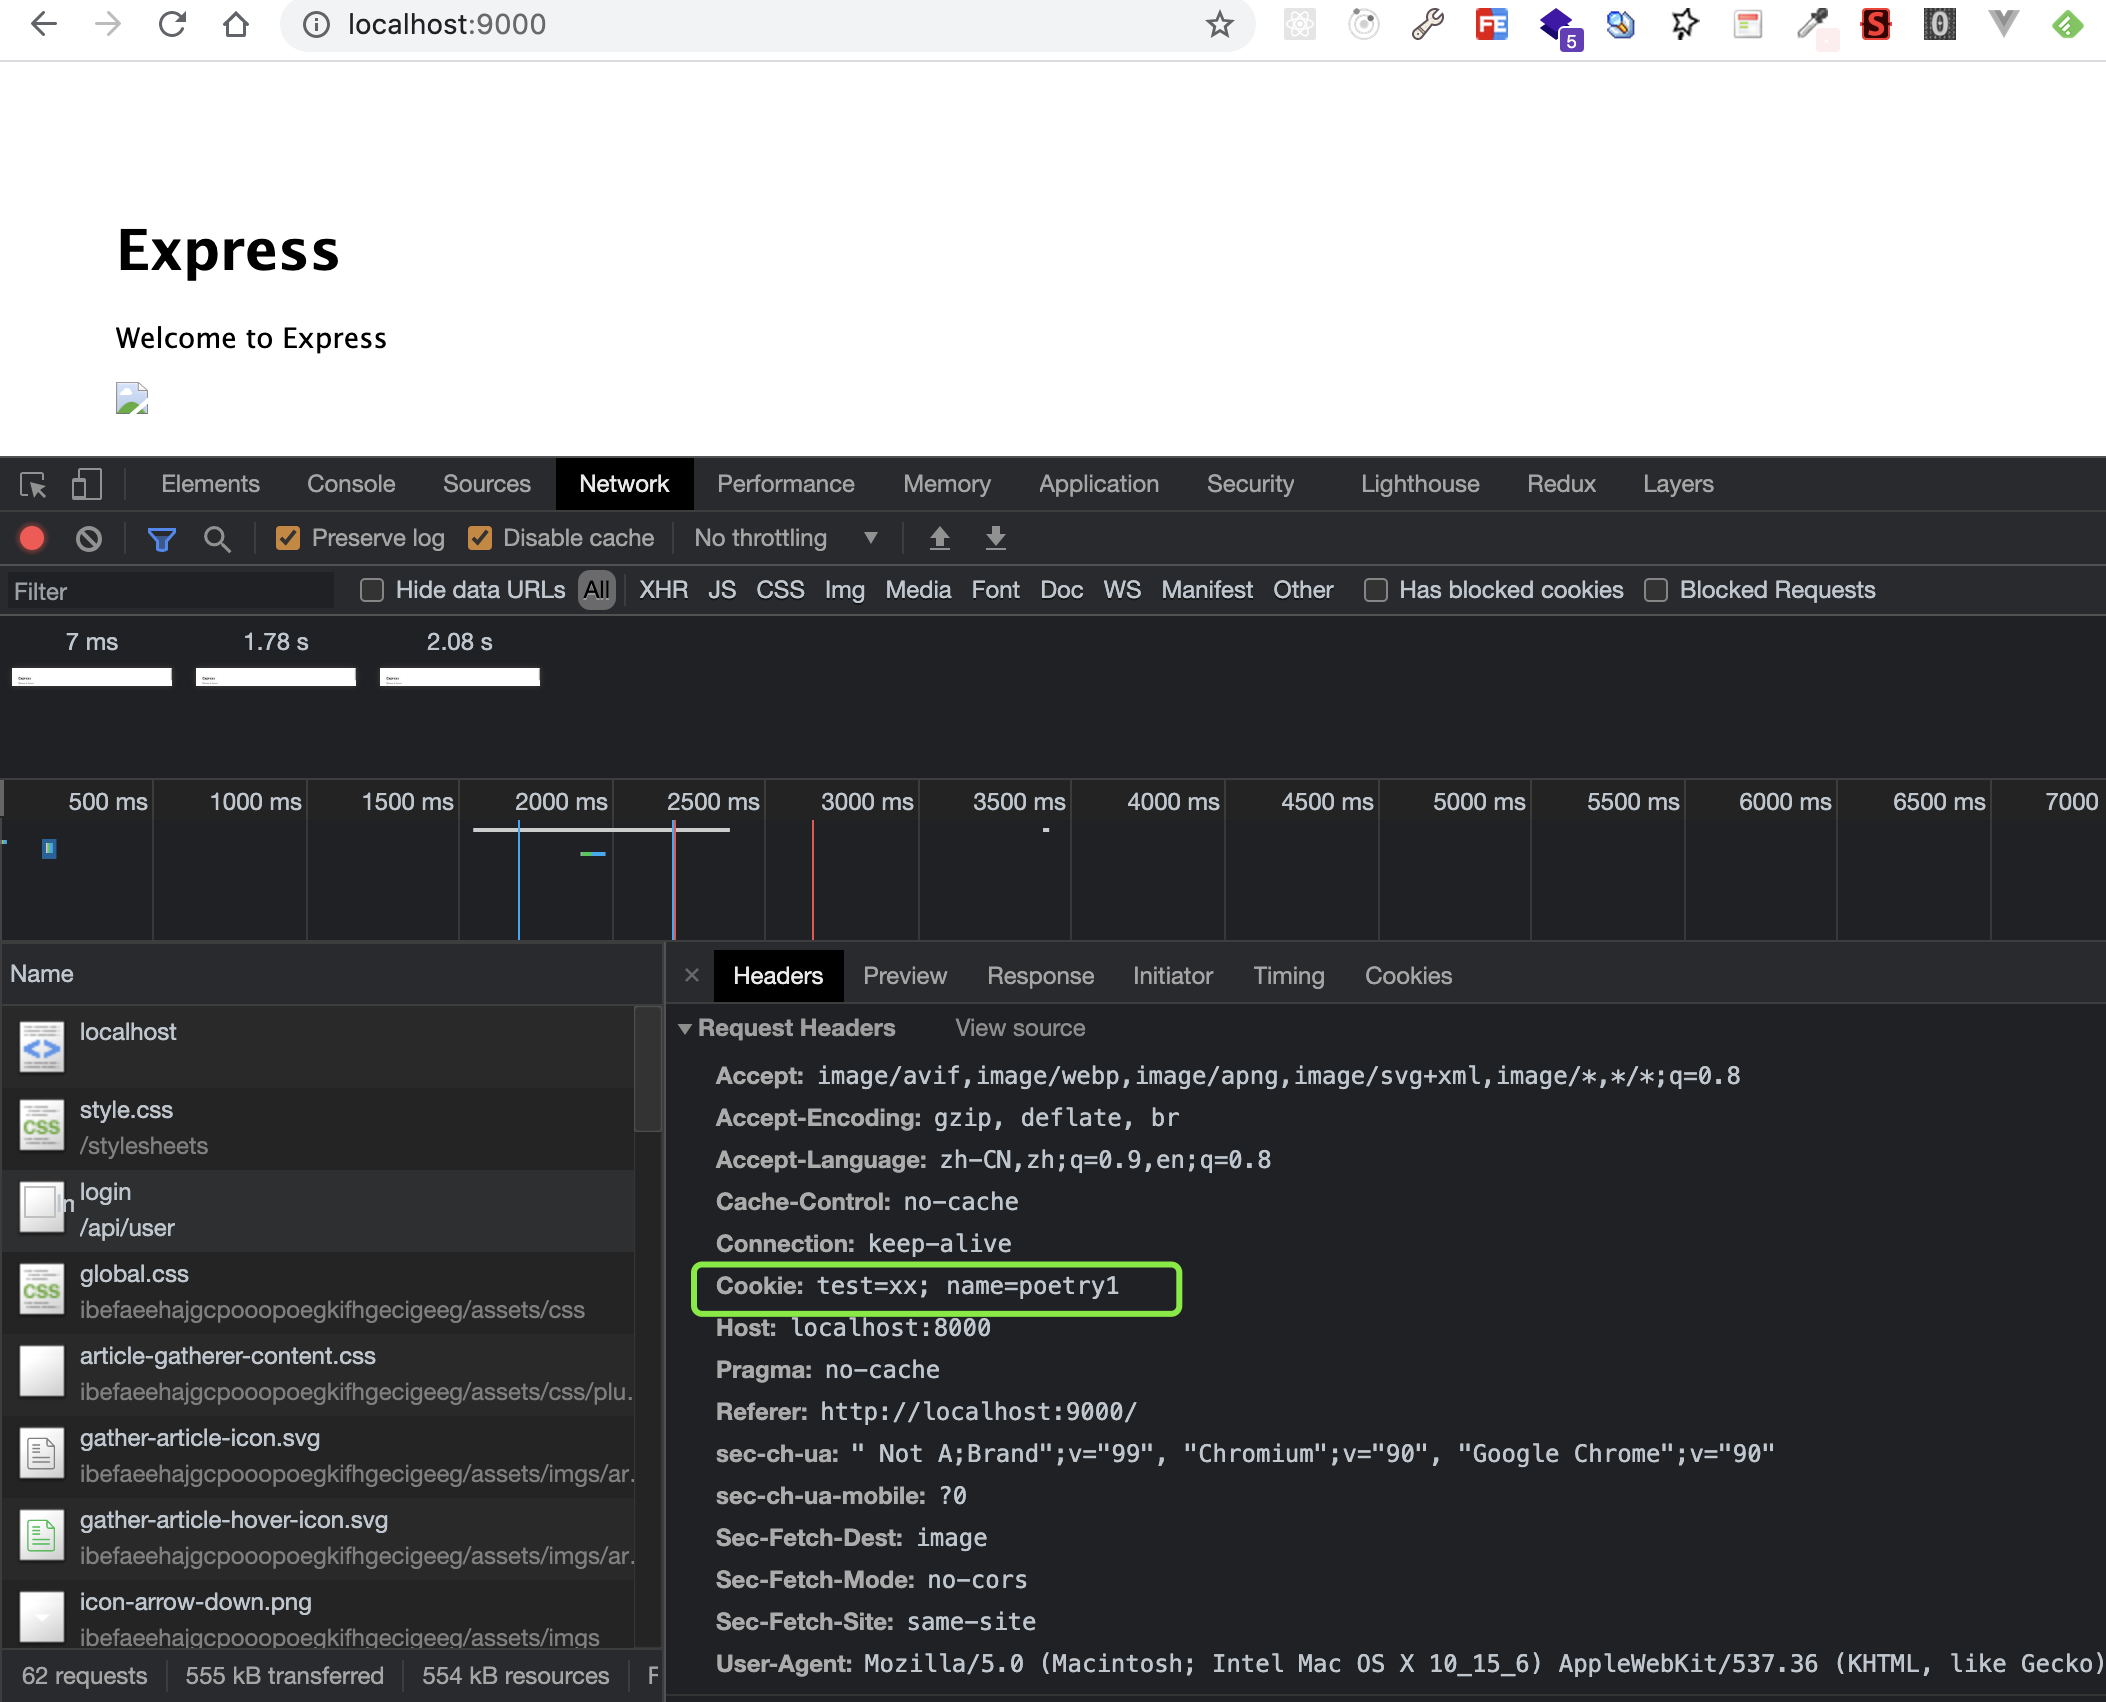 localhost:9000
5
Express
Welcome to Express
Elements Console Sources Network Performance Memory Application Security Lighthouse Redux Layers
Preserve log Disable cache No throttling
Filter Hide data URLs All XHR JS CSS Img Media Font Doc WS Manifest Other Has blocked cookies Blocked Requests
7 ms 1.78 s 2.08 s
500 ms 1000 ms 1500 ms 2000 ms 2500 ms 3000 ms 3500 ms 4000 ms 4500 ms 5000 ms 5500 ms 6000 ms 6500 ms 7000
Name
localhost
style.css
/stylesheets
login
/api/user
global.css
ibefaeehajgcpooopoegkifhgecigeeg/assets/css
article-gatherer-content.css
ibefaeehajgcpooopoegkifhgecigeeg/assets/css/plu.
gather-article-icon.svg
ibefaeehajgcpooopoegkifhgecigeeg/assets/imgs/ar.
gather-article-hover-icon.svg
ibefaeehajgcpooopoegkifhgecigeeg/assets/imgs/ar.
icon-arrow-down.png
ibefaeehajgcpooopoegkifhgecigeeg/assets/imgs
62 requests 555 kB transferred 554 kB resources F
Headers Preview Response Initiator Timing Cookies
Request Headers View source
Accept: image/avif,image/webp,image/apng,image/svg+xml,image/*,*/*;q=0.8
Accept-Encoding: gzip, deflate, br
Accept-Language: zh-CN,zh;q=0.9,en;q=0.8
Cache-Control: no-cache
Connection: keep-alive
Cookie: test=xx; name=poetry1
Host: localhost:8000
Pragma: no-cache
Referer: http://localhost:9000/
sec-ch-ua: " Not A;Brand";v="99", "Chromium";v="90", "Google Chrome";v="90"
sec-ch-ua-mobile: ?0
Sec-Fetch-Dest: image
Sec-Fetch-Mode: no-cors
Sec-Fetch-Site: same-site
User-Agent: Mozilla/5.0 (Macintosh; Intel Mac OS X 10_15_6) AppleWebKit/537.36 (KHTML, like Gecko)